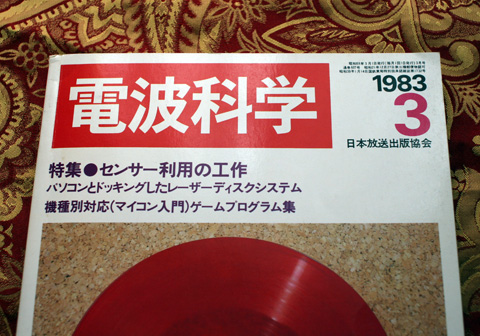 電波科学
1983
3
日本放送出版協会
特集●センサー利用の工作
パソコンとドッキングしたレーザーディスクシステム
機種別対応(マイコン入門)ゲームプログラム集